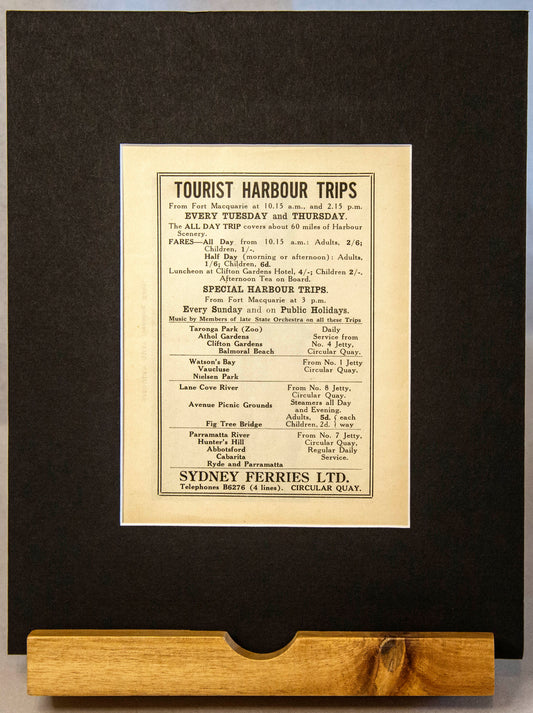 TOURIST HARBOUR TRIPS
From Fort Macquarie at 10.15 a.m., and 2.15 p.m.
EVERY TUESDAY and THURSDAY.
The ALL DAY TRIP covers about 60 miles of Harbour
Scenery.
FARES—All Day from 10.15 a.m: Adults, 2/6;
Children, 1/-.
Half Day (morning or afternoon): Adults,
1/6; Children, 6d.
Luncheon at Clifton Gardens Hotel, 4/-; Children 2/-.
Afternoon Tea on Board.
SPECIAL HARBOUR TRIPS.
From Fort Macquarie at 3 p.m.
Every Sunday and on Public Holidays.
Music by Members of late State Orchestra on all these Trips
Taronga Park (Zoo) Daily
Athol Gardens Service from
Clifton Gardens No. 4 Jetty,
Balmoral Beach Circular Quay.
Watson's Bay From No. 1 Jetty
Vaucluse Circular Quay.
Nielsen Park
Lane Cove River From No. 8 Jetty,
Circular Quay.
Avenue Picnic Grounds Steamers all Day
and Evening.
Adults, 5d. { each
Fig Tree Bridge Children, 2d. { way
Parramatta River From No. 7 Jetty,
Hunter's Hill Circular Quay,
Abbotsford Regular Daily
Cabarita Service.
Ryde and Parramatta
SYDNEY FERRIES LTD.
Telephones B6276 (4 lines). CIRCULAR QUAY.